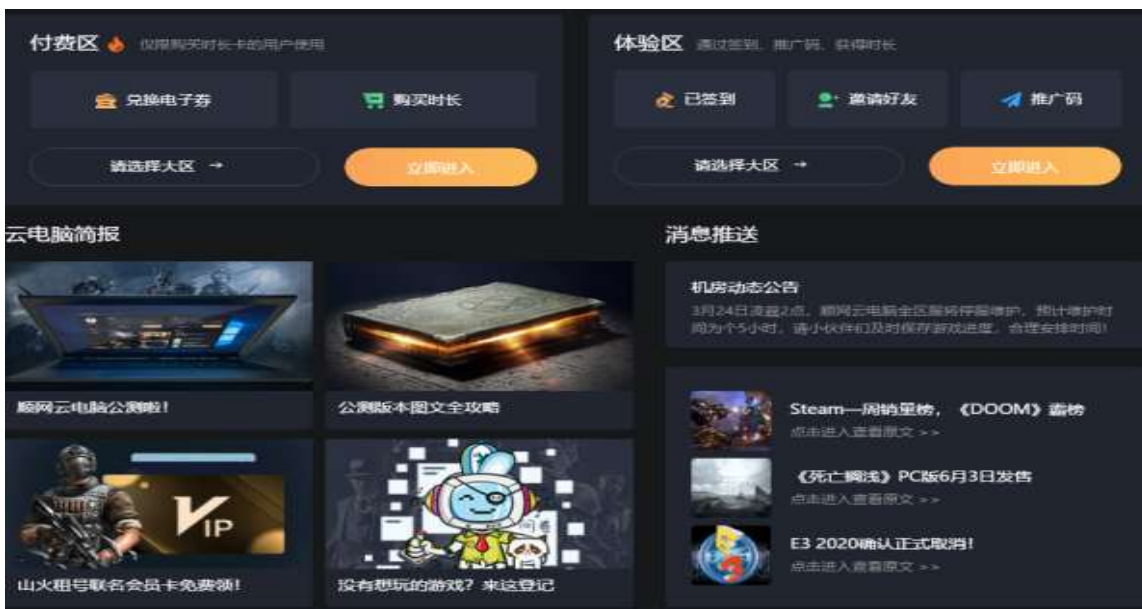 付费区 仅限购买时长卡的用户使用
兑换电子券
购买时长
请选择大区 →
立即进入
体验区 通过签到、推广码、获得时长
已签到
邀请好友
推广码
请选择大区 →
立即进入
云电脑简报
顺网云电脑公测啦！
公测版本图文全攻略
VIP
山火租号联名会员卡免费领！
没有想玩的游戏？来这登记
消息推送
机房动态公告
3月24日凌晨2点，顺网云电脑全区服务停服维护，预计维护时
间为个5小时，请小伙伴们及时保存游戏进度，合理安排时间！
Steam一周销量榜，《DOOM》霸榜
点击进入查看原文 >>
《死亡搁浅》PC版6月3日发售
点击进入查看原文 >>
E3 2020确认正式取消！
点击进入查看原文 >>